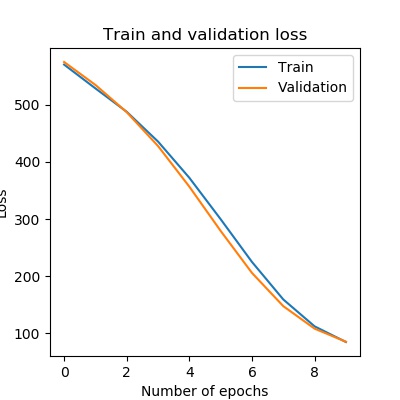 Train and validation loss
Train
Validation
500
400
300
200
100
Loss
0 2 4 6 8
Number of epochs